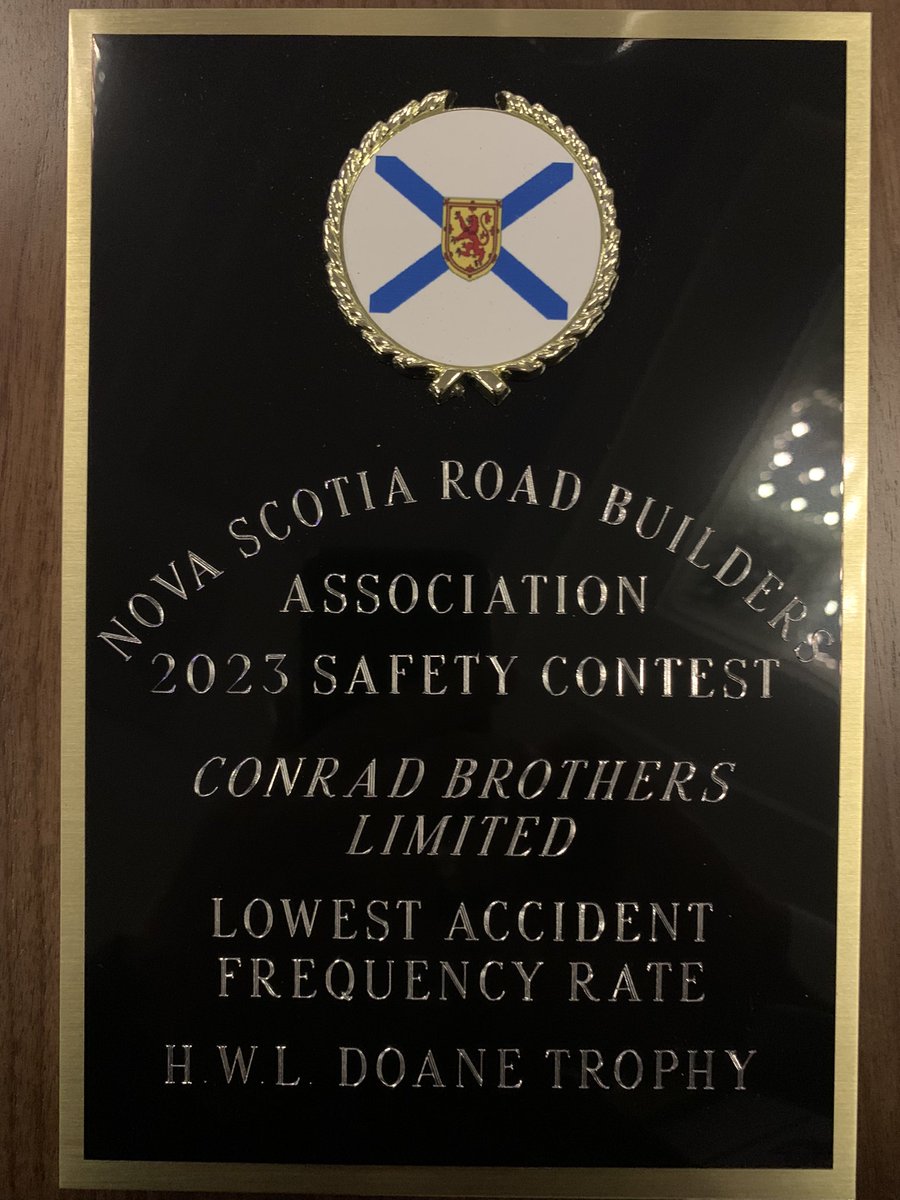 NOVA SCOTIA ROAD BUILDERS
ASSOCIATION
2023 SAFETY CONTEST
CONRAD BROTHERS
LIMITED
LOWEST ACCIDENT
FREQUENCY RATE
H.W.L. DOANE TROPHY